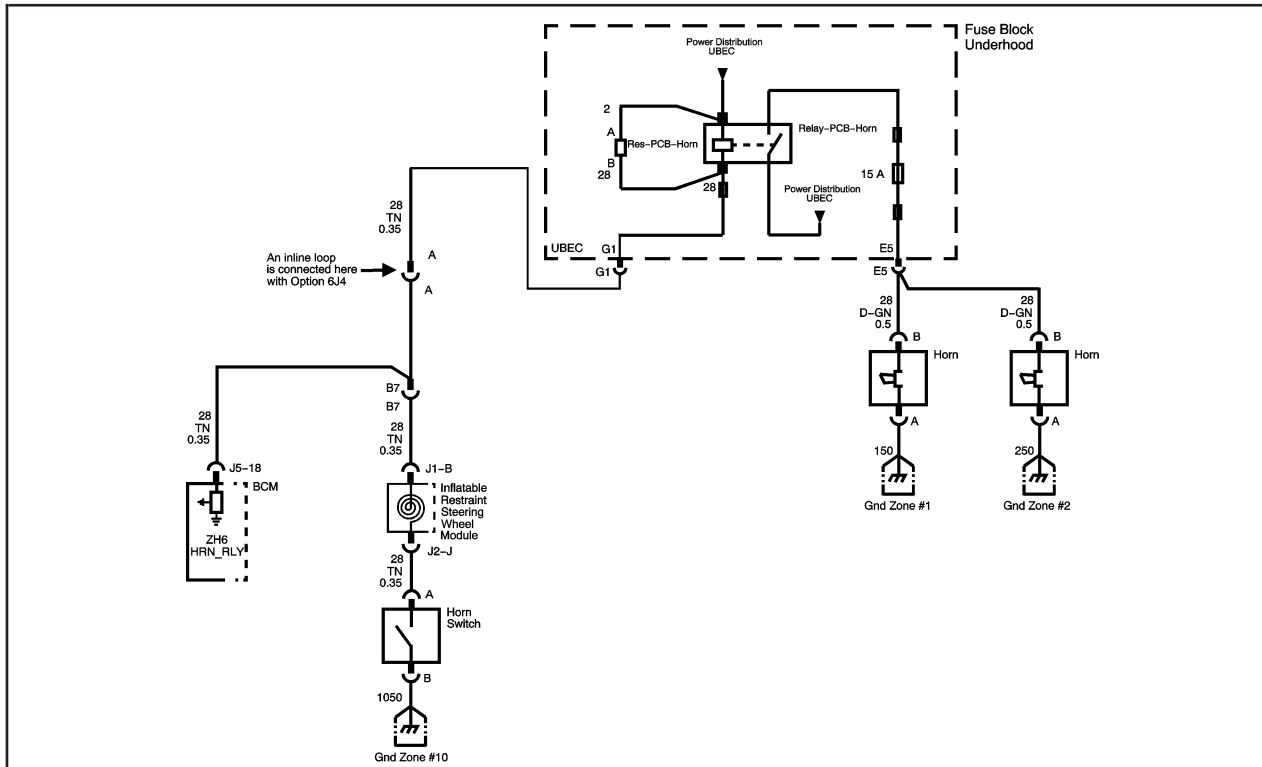 Fuse Block
Underhood
Power Distribution
UBEC
2
A
Res-PCB-Horn
B
28
28
Relay-PCB-Horn
15 A
Power Distribution
UBEC
UBEC
G1
G1
E5
E5
28
TN
0.35
An inline loop
is connected here
with Option 6J4
A
A
28
D-GN
0.5
B
Horn
A
150
Gnd Zone #1
28
D-GN
0.5
B
Horn
A
250
Gnd Zone #2
B7
B7
28
TN
0.35
J5-18
BCM
ZH6
HRN_RLY
28
TN
0.35
J1-B
Inflatable
Restraint
Steering
Wheel
Module
J2-J
28
TN
0.35
A
Horn
Switch
B
1050
Gnd Zone #10